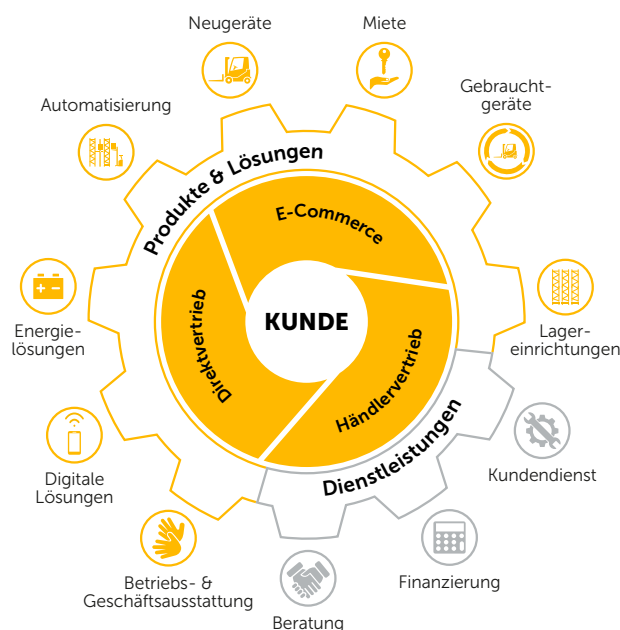 Neugeräte
Miete
Gebraucht-
geräte
Automatisierung
Produkte & Lösungen
E-Commerce
Direktvertrieb
KUNDE
Händlervertrieb
Dienstleistungen
Energie-
lösungen
Lager-
einrichtungen
Digitale
Lösungen
Kundendienst
Betriebs- &
Geschäftsausstattung
Finanzierung
Beratung